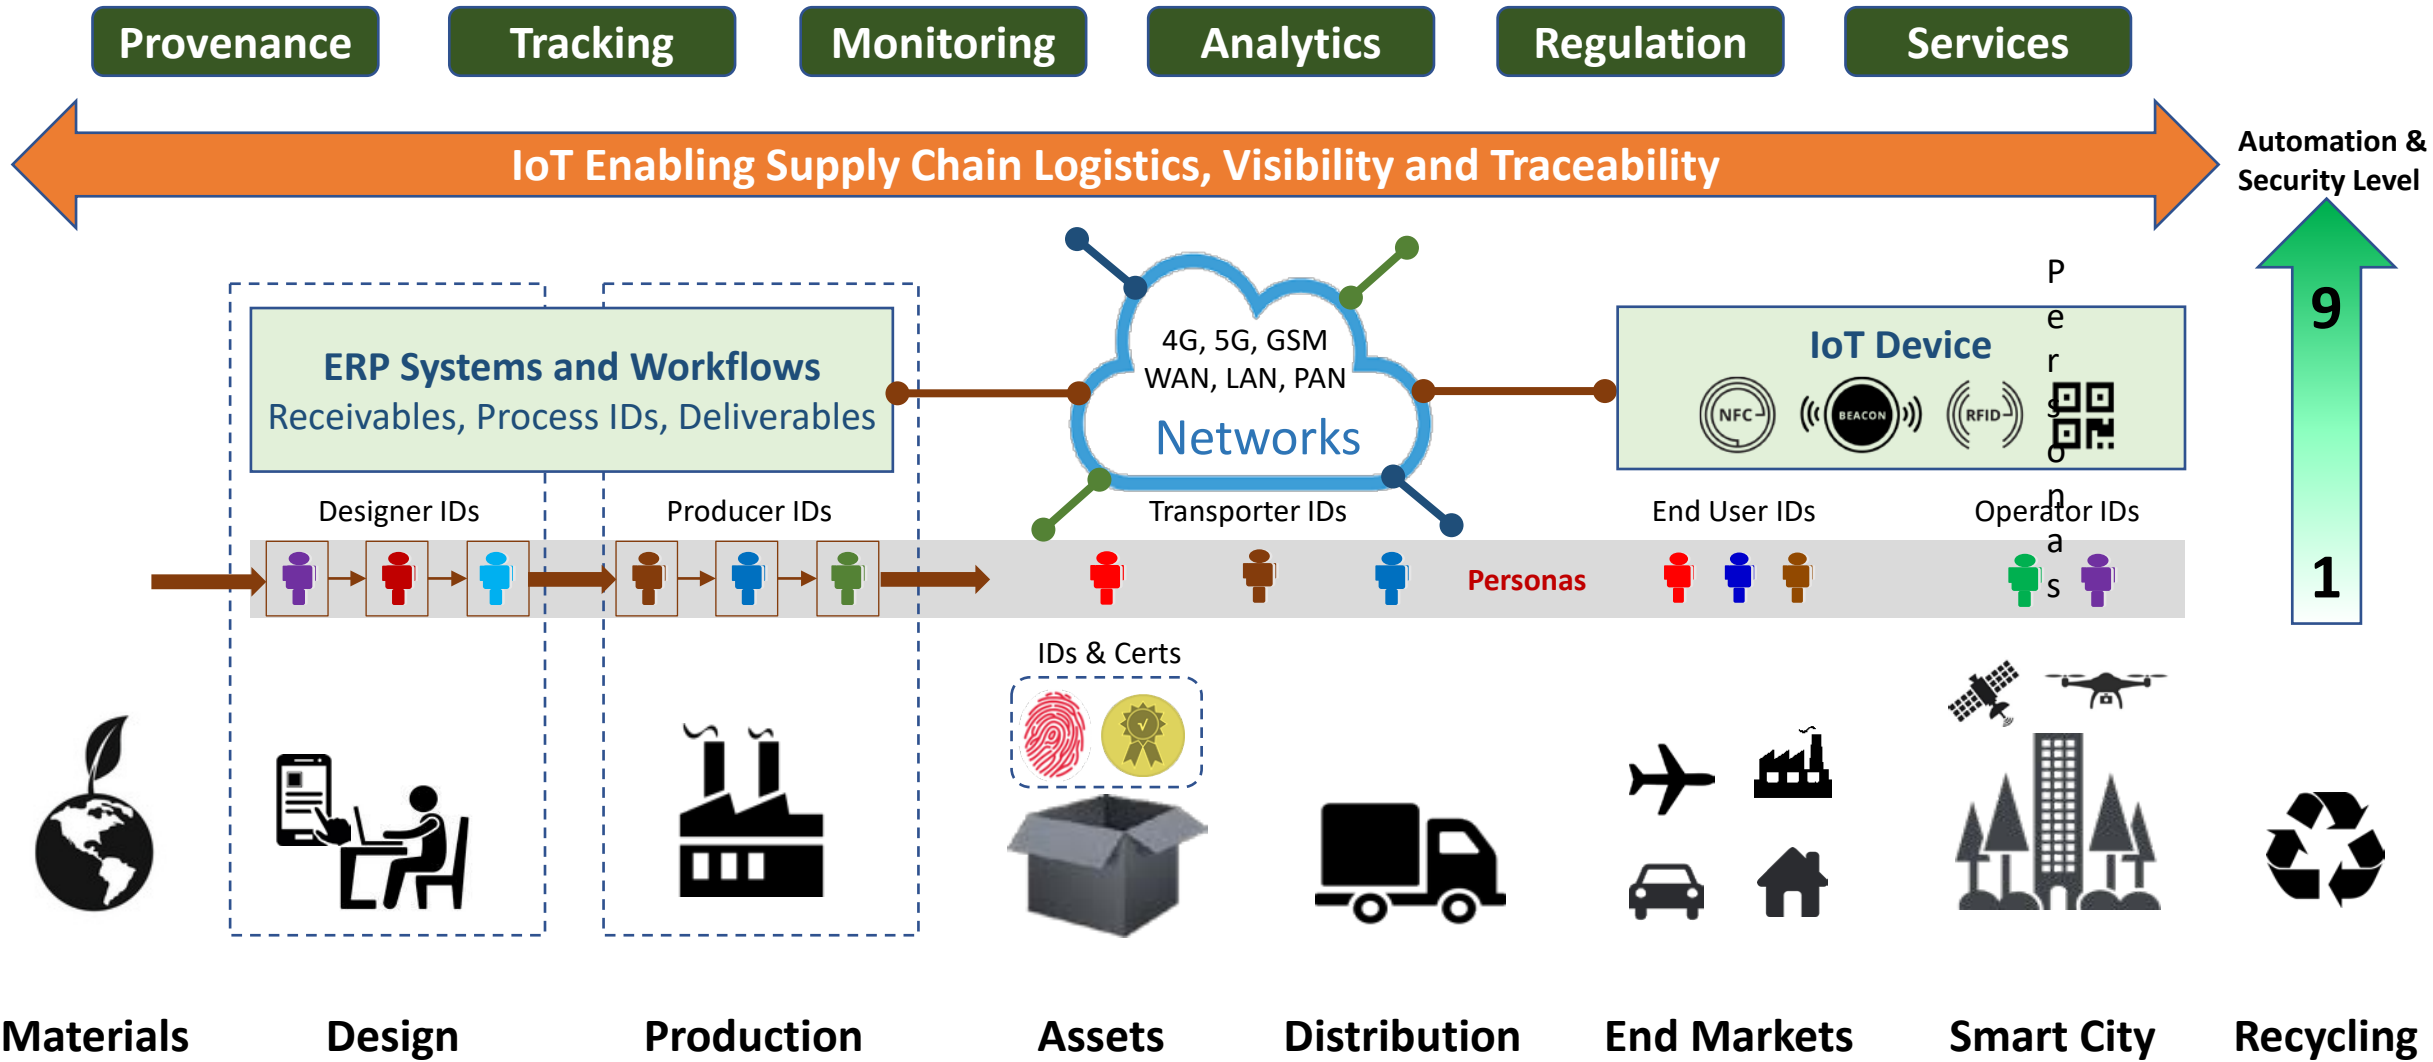 Provenance
Tracking
Monitoring
Analytics
Regulation
Services
IoT Enabling Supply Chain Logistics, Visibility and Traceability
Automation &
Security Level
9
1
ERP Systems and Workflows
Receivables, Process IDs, Deliverables
4G, 5G, GSM
WAN, LAN, PAN
Networks
IoT Device
NFC
BEACON
RFID
Personas
Designer IDs
Producer IDs
Transporter IDs
End User IDs
Operator IDs
Personas
IDs & Certs
Materials
Design
Production
Assets
Distribution
End Markets
Smart City
Recycling